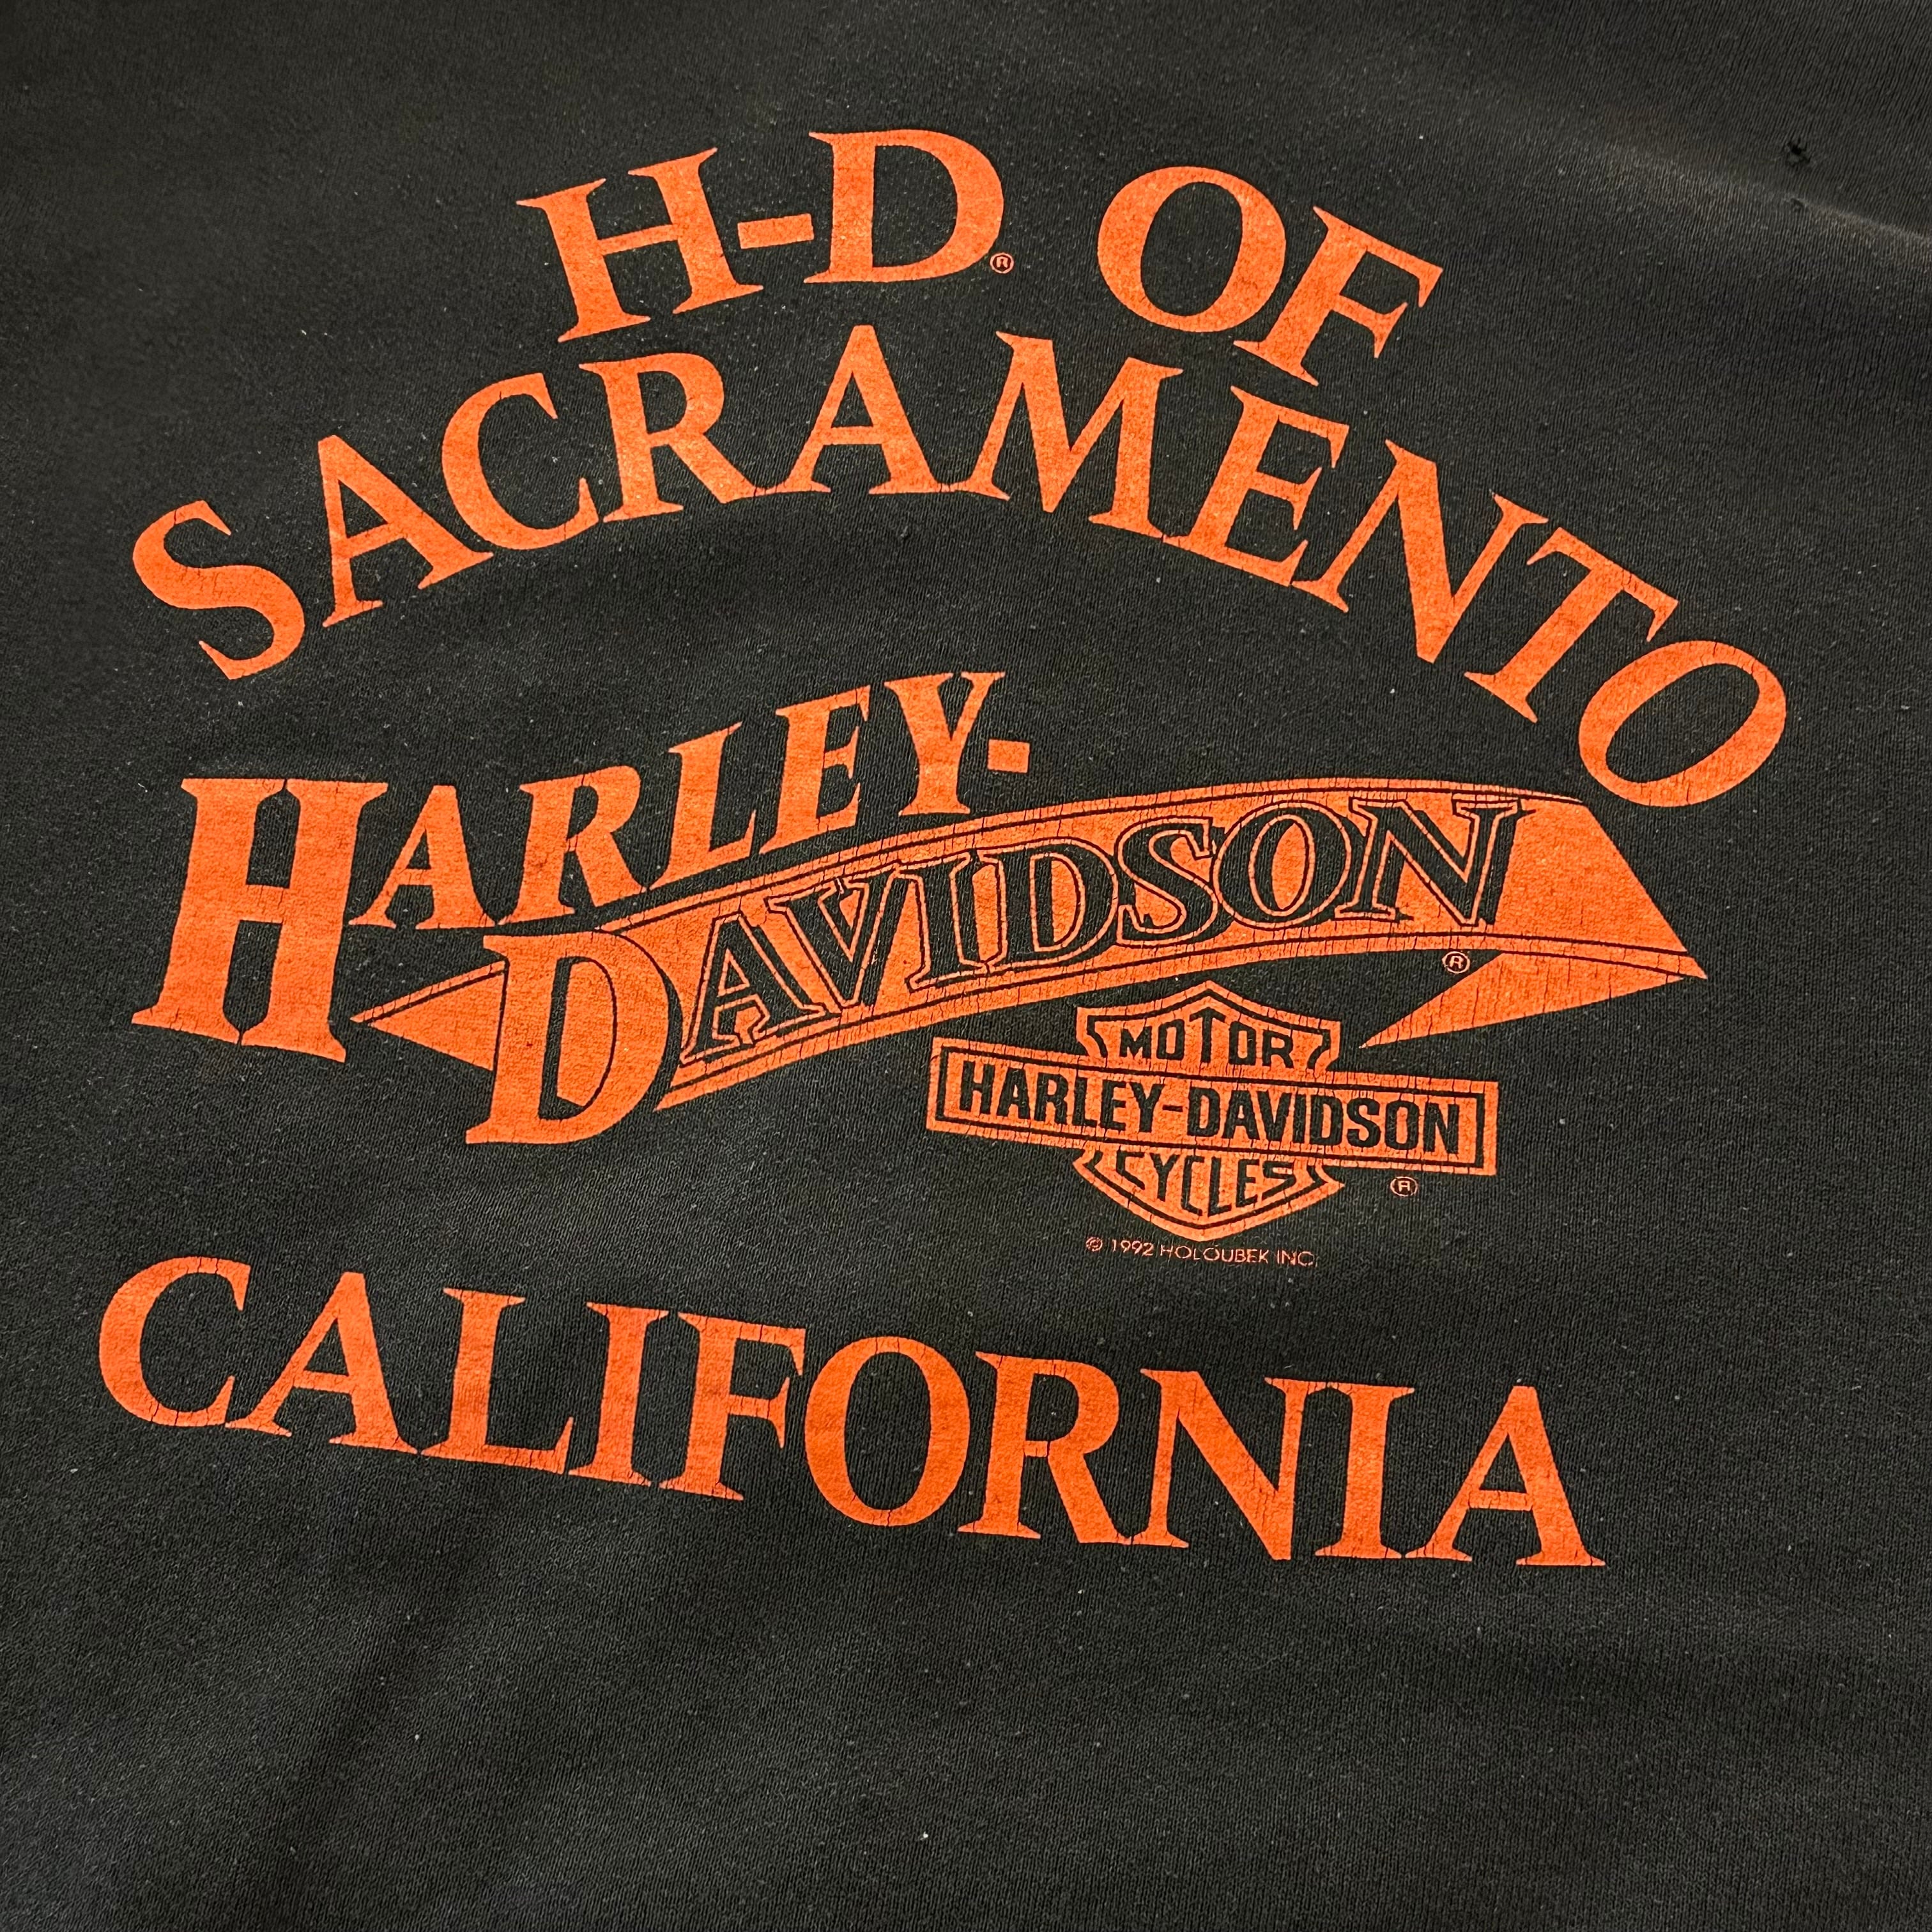 H-D® OF
SACRAMENTO
HARLEY-
DAVIDSON®
MOTOR
HARLEY-DAVIDSON
CYCLES®
© 1992 HOLOUBEK INC.
CALIFORNIA